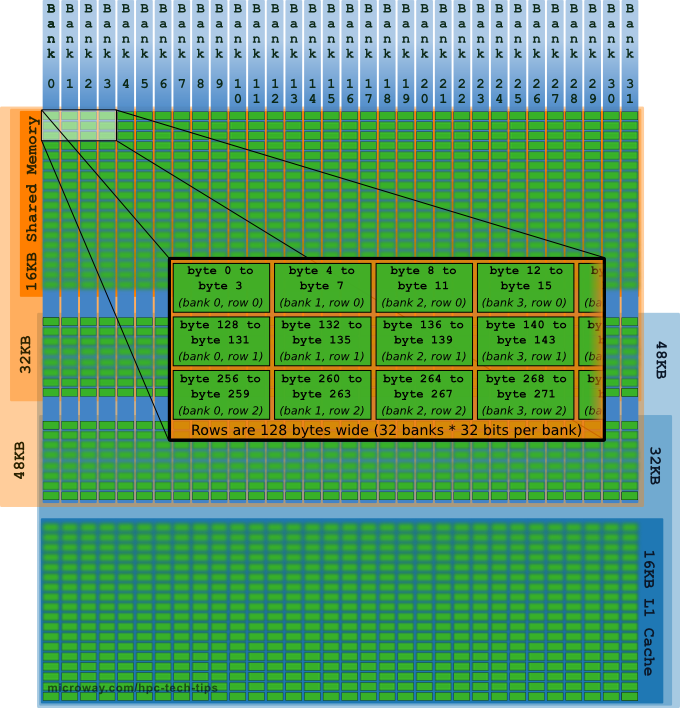 Bank 0 Bank 1 Bank 2 Bank 3 Bank 4 Bank 5 Bank 6 Bank 7 Bank 8 Bank 9 Bank 10 Bank 11 Bank 12 Bank 13 Bank 14 Bank 15 Bank 16 Bank 17 Bank 18 Bank 19 Bank 20 Bank 21 Bank 22 Bank 23 Bank 24 Bank 25 Bank 26 Bank 27 Bank 28 Bank 29 Bank 30 Bank 31
16KB Shared Memory
32KB
48KB
byte 0 to byte 4 to byte 8 to byte 12 to
byte 3 byte 7 byte 11 byte 15
(bank 0, row 0) (bank 1, row 0) (bank 2, row 0) (bank 3, row 0)
byte 128 to byte 132 to byte 136 to byte 140 to
byte 131 byte 135 byte 139 byte 143
(bank 0, row 1) (bank 1, row 1) (bank 2, row 1) (bank 3, row 1)
byte 256 to byte 260 to byte 264 to byte 268 to
byte 259 byte 263 byte 267 byte 271
(bank 0, row 2) (bank 1, row 2) (bank 2, row 2) (bank 3, row 2)
Rows are 128 bytes wide (32 banks * 32 bits per bank)
48KB
32KB
16KB L1 Cache
microway.com/hpc-tech-tips